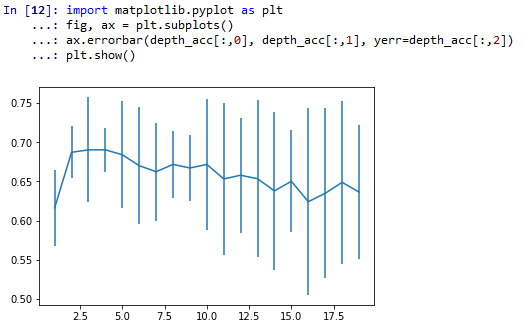 In [12]: import matplotlib.pyplot as plt
...: fig, ax = plt.subplots()
...: ax.errorbar(depth_acc[:,0], depth_acc[:,1], yerr=depth_acc[:,2])
...: plt.show()
0.75
0.70
0.65
0.60
0.55
0.50
2.5 5.0 7.5 10.0 12.5 15.0 17.5